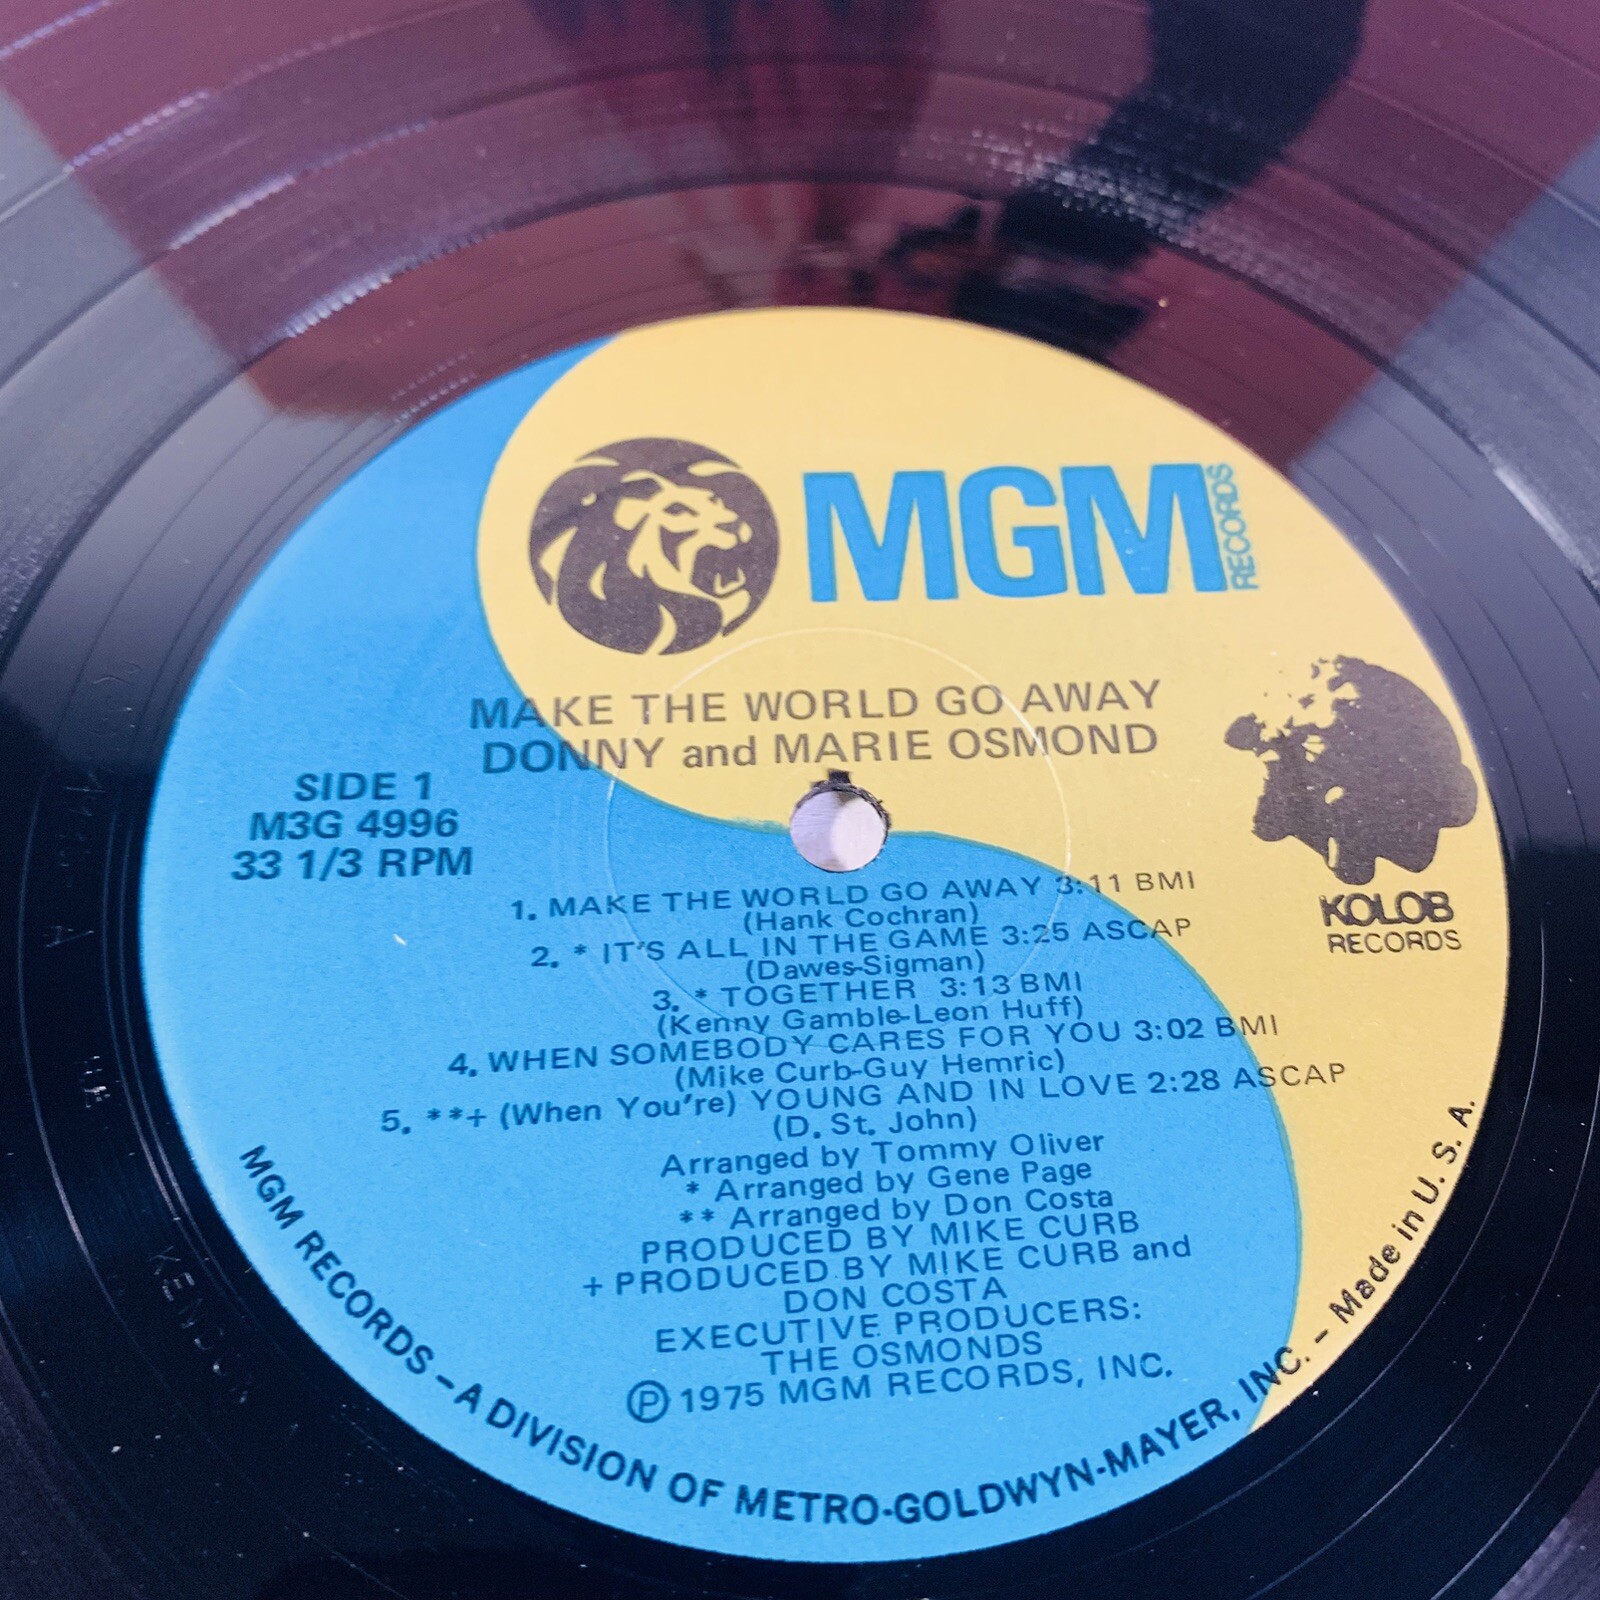 MGM RECORDS
MAKE THE WORLD GO AWAY
DONNY and MARIE OSMOND
KOLOB
RECORDS
SIDE 1
M3G 4996
33 1/3 RPM
1. MAKE THE WORLD GO AWAY 3:11 BMI
(Hank Cochran)
2. * IT'S ALL IN THE GAME 3:25 ASCAP
(Dawes-Sigman)
3. * TOGETHER 3:13 BMI
(Kenny Gamble-Leon Huff)
4. WHEN SOMEBODY CARES FOR YOU 3:02 BMI
(Mike Curb-Guy Hemric)
5. **+ (When You're) YOUNG AND IN LOVE 2:28 ASCAP
(D. St. John)
Arranged by Tommy Oliver
* Arranged by Gene Page
** Arranged by Don Costa
PRODUCED BY MIKE CURB
+ PRODUCED BY MIKE CURB and
DON COSTA
EXECUTIVE PRODUCERS:
THE OSMONDS
Ⓟ 1975 MGM RECORDS, INC.
MGM RECORDS – A DIVISION OF METRO-GOLDWYN-MAYER, INC. – Made in U. S. A.